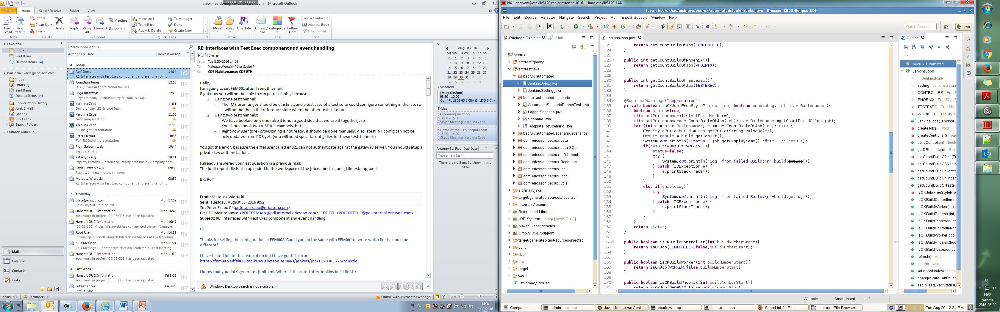 Inbox - bartlomiej.kawa@ericsson.com - Microsoft Outlook
File Home Send / Receive Folder View
New E-mail
New Items
New
Ignore
Clean Up
Junk
Delete
Delete
Reply
Reply All
Forward
Meeting
More
Respond
Move to: ?
Team E-mail
Reply & Delete
To Manager
Done
Create New
Quick Steps
Move
Rules
OneNote
Move
Unread/ Read
Categorize
Follow Up
Tags
Find a Contact
Address Book
Filter E-mail
Find
Favorites
Inbox
Sent Items
Deleted Items (14)
bartlomiej.kawa@ericsson.com
Inbox
Drafts [3]
Sent Items
Deleted Items (14)
Conversation History
Junk E-Mail
Outbox
RSS Feeds
Search Folders
Outlook Data File
Mail
Calendar
Contacts
Tasks
Search Inbox (Ctrl+E)
Arrange By: Date Newest on top
Today
Rolf Deme 14:14
RE: Interfaces with Test Exec component and event handling
Jonathan Jones 12:53
LDAP/EGAD Authentication failures
Olga Blaszczyk 12:45
Przypominamy - Ambasadorzy Ericpola czekają!
Karolina Zedel 11:11
Demo of the ILES Ericpol Team
Karolina Zedel 11:08
Grooming meeting
Karolina Zedel 11:05
EIS Insight presentation
Peter Pierrau 10:45
FW: EIS Insight presentation
Piotr Gajowniczek 10:44
Zaproszenie :)
Katarzyna Gzyl 10:21
Imprezy firmowe - informacje, zapisy oraz hasło / Company parti...
Pawel Szczerkowski 09:39
Zaproszenie na imprezy firmowe
Mateusz Wierucki 08:52
RE: Interfaces with Test Exec component and event handling
Yesterday
place@ericpol.com Mon 17:59
Pasek wypłat sierpien 2016
Hansoft DUCI Information Mon 16:48
Your work in project 'CC CE CDE' has been updated
Hansoft DUCI Information Mon 16:47
(CC CE CDE) Michal Wasowski has commented on item 'Improve ...
Root User Mon 14:11
Informacja o przydzielonych biletach na basen FALA w tygodniu ...
CEO Message Mon 11:24
CEO Message - update from Ericsson Leadership Team meeting
Hansoft DUCI Information Mon 11:10
Your work in project 'CC CE CDE' has been updated
Last Week
Hansoft DUCI Information Fri 8/26
Your work in project 'CC CE CDE' has been updated
Lukasz Kozak Fri 8/26
Status Type
RE: Interfaces with Test Exec component and event handling
Rolf Deme
Sent: Tue 8/30/2016 14:14
To: Mateusz Wierucki; Péter Szabó P
Cc: CDE Maintenance; CDE ETH
Hello,
I am going to set FEM001 after I sent this mail.
Right now you will not be able to run parrallel jobs, because:
1. Using one testchannel:
- The IMS user ranges should be dinstinct, and a test case of a test suite could configure something in the lab, so
it will not be the in the reference state when the other test suite runs
2. Using two testchannels:
- We have booked only one (also it is not a good idea that we use it together), so
- You should book two VISE testchannels, but
- Right now user (pre) provisioning is not ready, it should be done manually. Also latest INT config can not be
fully updated from PDB yet. (you will need specific config files for these testchannels)
You got the error, because the eiffel user called eif021 can not authenticate against the gateway server. You should setup a
private key authentication.
I already answered your last question in a previous mail:
The junit report file is also uploaded to the workspace of the job named as junit_[timestamp].xml
BR, Rolf
From: Mateusz Wierucki
Sent: Tuesday, August 30, 2016 8:52
To: Péter Szabó P <peter.p.szabo@ericsson.com>
Cc: CDE Maintenance <PDLCDEMAIN@pdl.internal.ericsson.com>; CDE ETH <PDLCDEETHC@pdl.internal.ericsson.com>
Subject: RE: Interfaces with Test Exec component and event handling
Hi,
Thanks for setting the configuration at FEM002. Could you do the same with FEM001 or write which fields should be
different?
I have tested job for test execution but I have got this error:
https://fem002-eiffel021.rnd.ki.sw.ericsson.se:8443/jenkins/job/TESTEXEC/76/console
I know that your intX generates junit.xml. Where is it located after Jenkins build finish?
Windows Desktop Search is not available.
August 2016
Su Mo Tu We Th Fr Sa
31 1 2 3 4 5 6
7 8 9 10 11 12 13
14 15 16 17 18 19 20
21 22 23 24 25 26 27
28 29 30 31 1 2 3
4 5 6 7 8 9 10
Tomorrow
[Mały Oksford]
08:30 - 12:00
Conf PL LS 01 03 3.08A (8) LDO 3.0
Friday
Grooming meeting
14:00 - 15:00
Skype Meeting; Karolina Zedel
Demo of the ILES Ericpol Team
15:00 - 16:00
Skype Meeting; Karolina Zedel
Arrange By: Flag: Due Date
Type a new task
There are no items to show in this
view.
Items: 714 Reminders: 3
Online with Microsoft Exchange 100%
PL
14:34
8/30/2016
NX - ebarkaw@esekilx8120.rnd.ericsson.se:1016 - Linux-esekilx8120-LAN
Java - becrux/src/test/java/becrux/automated/JenkinsJobs.java - Ericsson EECS Eclipse SDK
File Edit Source Refactor Navigate Search Project Run EECS Support Window Help
Quick Access
Java
Package Explorer JUnit
becrux
src/test/groovy
src/test/java
becrux.automated
JenkinsJobs.java
JenkinsSetting.java
becrux.automated.scenario
AutomatedScenarioRunnerTest.java
LoggerScenario.java
Scenario.java
TemplateForScenario.java
becrux.automated.scenario.scenarios
com.ericsson.becrux.data
com.ericsson.becrux.data.SQL
com.ericsson.becrux.eiffel.events
com.ericsson.becrux.filedb.dao
com.ericsson.becrux.leo
com.ericsson.becrux.loop
com.ericsson.becrux.utils
src/main/java
target/generated-sources/localizer
src/main/resources
Referenced Libraries
JRE System Library [JavaSE-1.8]
Maven Dependencies
Groovy DSL Support
target/generated-test-sources/injected
build
libs
src
target
work
list_groovy_tcs.sh
JenkinsJobs.java
123 return getCountBuildOfJob(CONTROLLER);
124 }
125
126 public int getCountBuildOfPhoenix(){
127 return getCountBuildOfJob(PHOENIX);
128 }
129
130 public int getCountBuildOfTestexec(){
131 return getCountBuildOfJob(TESTEXEC);
132 }
133
134 @SuppressWarnings("deprecation")
135 private boolean isOKJob(FreeStyleProject job, boolean enableLog, int startBuildnumber){
136 boolean status=true;
137 if(startBuildnumber<1)startBuildnumber=1;
138 if(startBuildnumber>getCountBuildOfJob(job))startBuildnumber=getCountBuildOfJob(job);
139 for (int c = startBuildnumber; c <= getCountBuildOfJob(job); c++) {
140 FreeStyleBuild build = job.getBuild(String.valueOf(c));
141 Result result = build.getResult();
142 System.out.println("Status "+job.getDisplayName()+"#"+c+" :"+result);
143 if(result!=Result.SUCCESS ){
144 status=false;
145 try {
146 System.out.println("Log  from failed Build:\n"+build.getLog());
147 } catch (IOException e) {
148 e.printStackTrace();
149 }
150 }
151 else if(enableLog){
152 try {
153 System.out.println("Log  from failed Build:\n"+build.getLog());
154 } catch (IOException e) {
155 e.printStackTrace();
156 }
157 }
158 }
159 return status;
160 }
161
162 public boolean isOKBuildController(int buildNumberStart){
163 return isOKJob(CONTROLLER,false,buildNumberStart);
164 }
165
166 public boolean isOKBuildWorker(int buildNumberStart){
167 return isOKJob(WORKER,false,buildNumberStart);
168 }
169
170 public boolean isOKBuildPhoenix(int buildNumberStart){
171 return isOKJob(PHOENIX,false,buildNumberStart);
Outline
becrux.automated
JenkinsJobs
j : JenkinsRule
setting : JenkinsSettin
CONTROLLER : FreeS
PHOENIX : FreeStyle
TESTEXEC : FreeStyl
WORKER : FreeStyle
JenkinsJobs(JenkinsR
createJobs() : void
createController() : voi
buildController() : bool
getDBLocation() : Strin
getCountBuildOfJob(Fr
getCountBuildOfWorke
getCountBuildOfContro
getCountBuildOfPhoen
getCountBuildOfTestex
isOKJob(FreeStylePro
isOKBuildController(int
isOKBuildWorker(int)
isOKBuildPhoenix(int)
isOKBuildTestexec(int
isOKBuildController(bo
isOKBuildWorker(bool
isOKBuildPhoenix(boo
isOKBuildTestexec(bo
refresh() : void
clean() : void
votingAsNodes(boolea
changeStateController
setToTestExecStatusE
Writable Smart Insert 1 : 1
Computer
admin : eclipse
Java - becrux/src/test...
ebarkaw : top
becrux : bash
SonarLint for Eclipse ...
becrux - File Browser
Tue Aug 30, 2:34 PM
PL
14:34
wtorek
2016-08-30